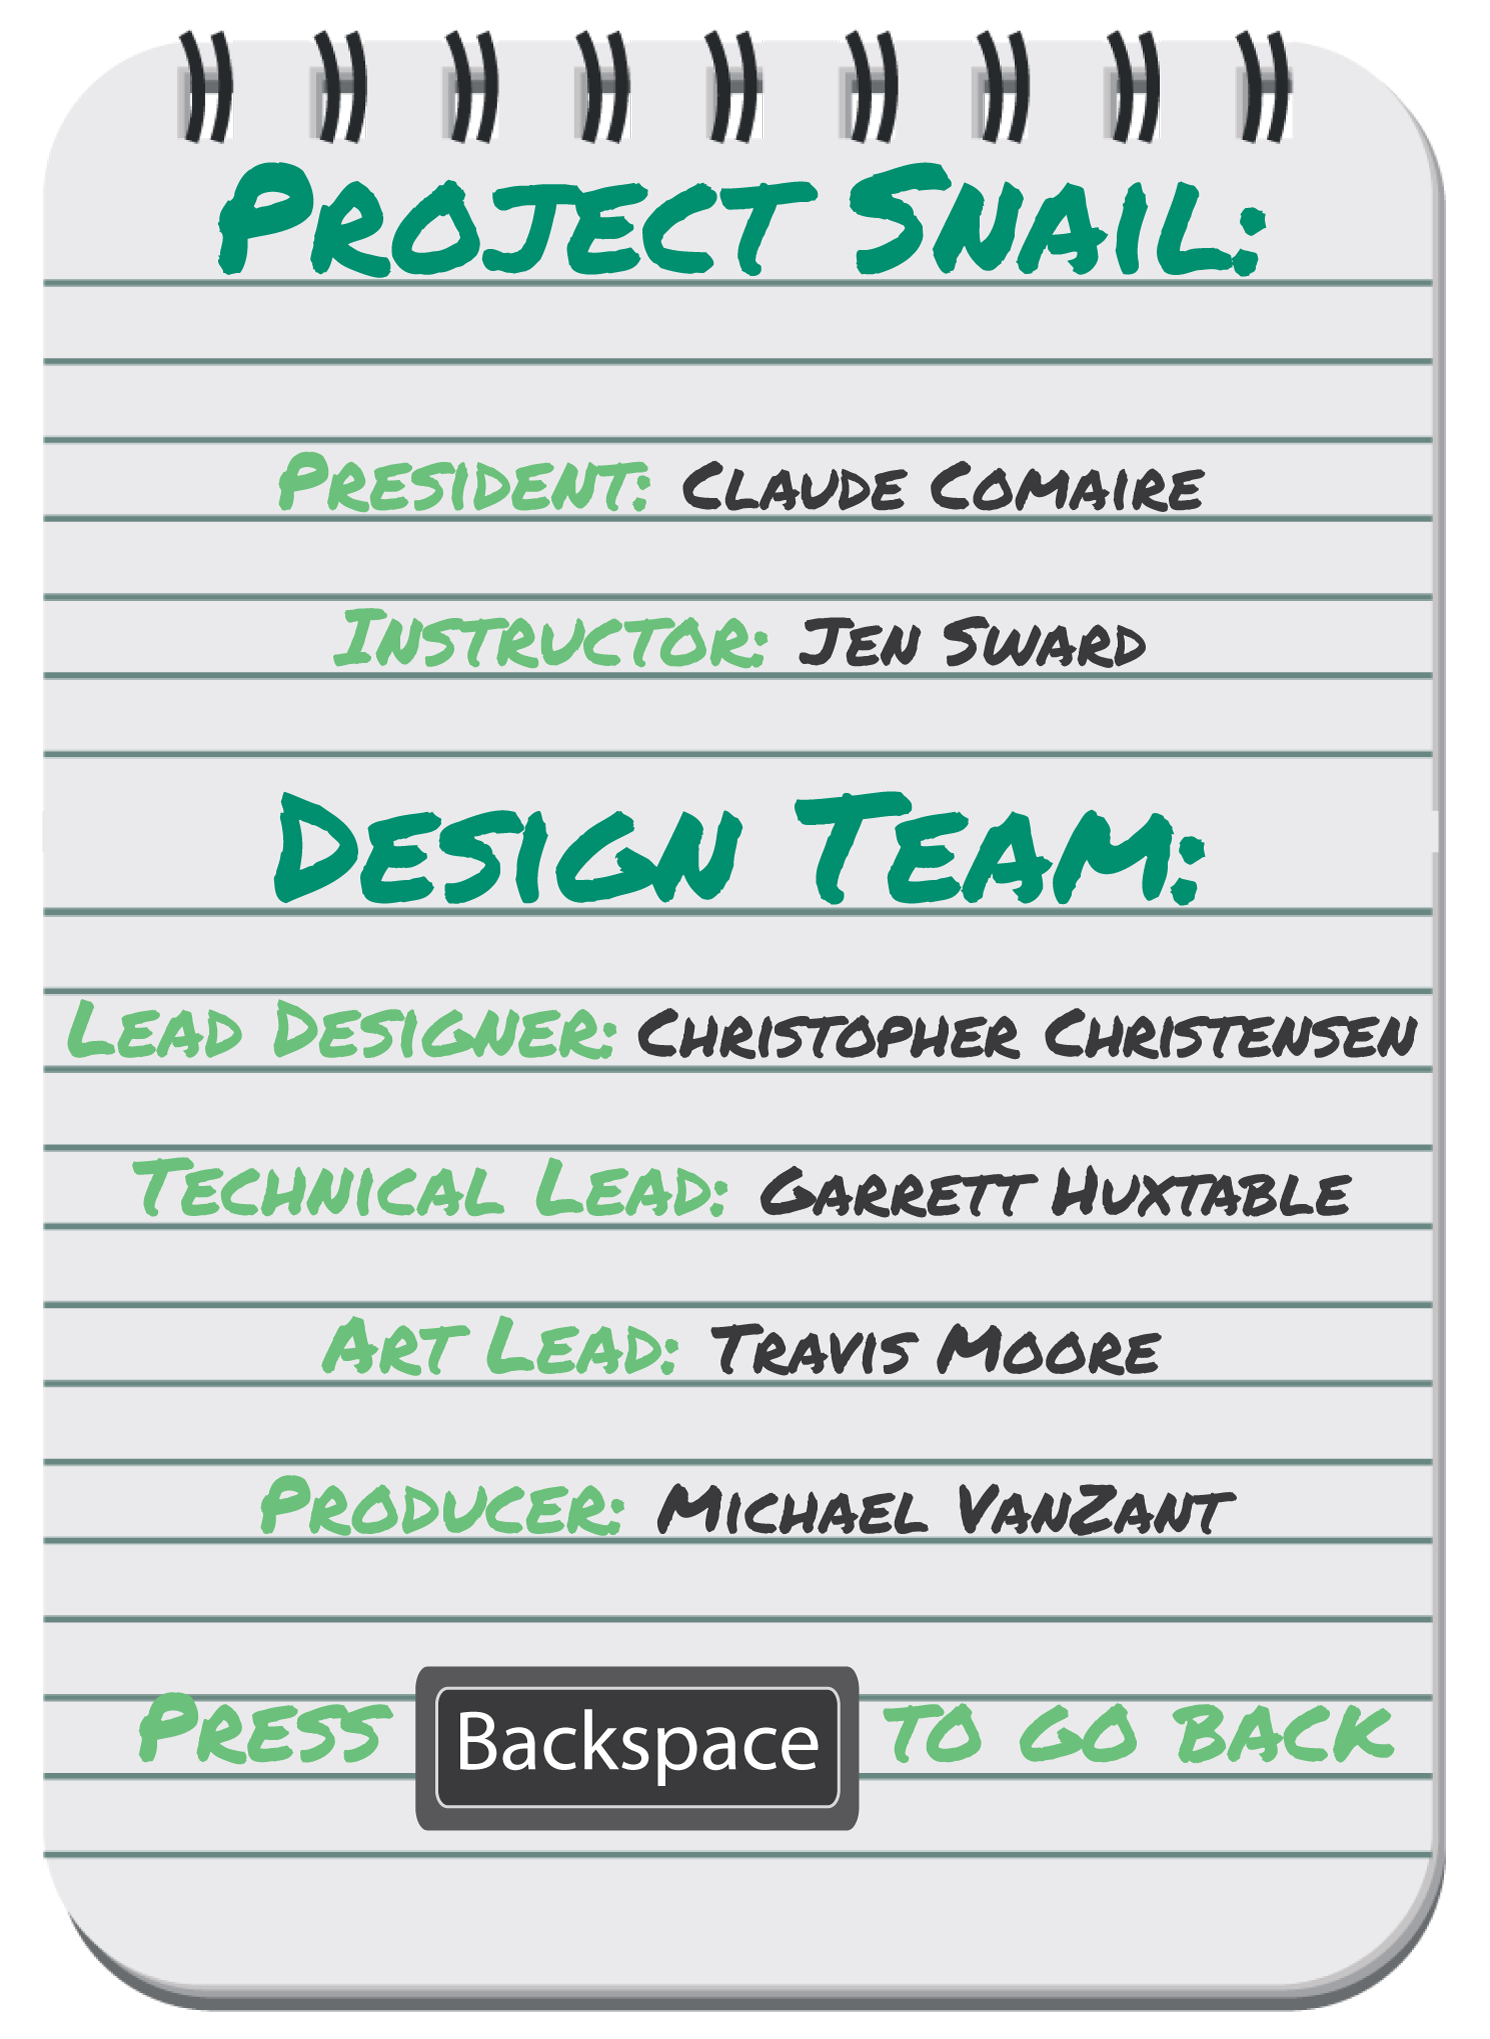 Project Snail:
President: Claude Comaire
Instructor: Jen Sward
Design Team:
Lead Designer: Christopher Christensen
Technical Lead: Garrett Huxtable
Art Lead: Travis Moore
Producer: Michael VanZant
Press Backspace to go back